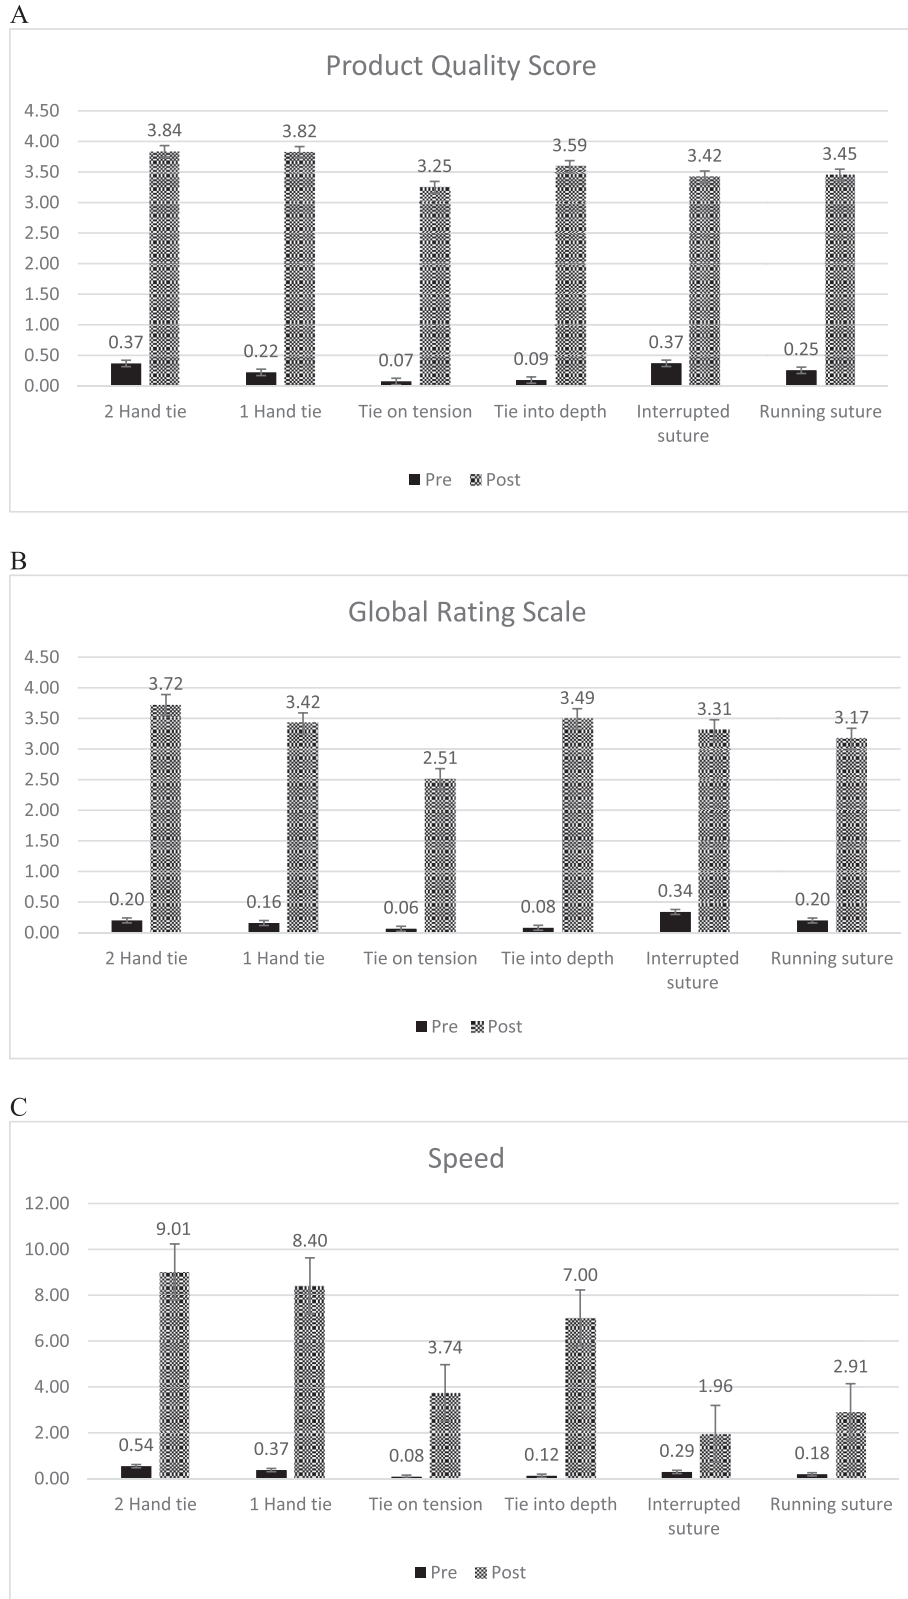 A
Product Quality Score
4.50
4.00
3.50
3.00
2.50
2.00
1.50
1.00
0.50
0.00
0.37 3.84 0.22 3.82 0.07 3.25 0.09 3.59 0.37 3.42 0.25 3.45
2 Hand tie 1 Hand tie Tie on tension Tie into depth Interrupted suture Running suture
Pre Post
B
Global Rating Scale
4.50
4.00
3.50
3.00
2.50
2.00
1.50
1.00
0.50
0.00
0.20 3.72 0.16 3.42 0.06 2.51 0.08 3.49 0.34 3.31 0.20 3.17
2 Hand tie 1 Hand tie Tie on tension Tie into depth Interrupted suture Running suture
Pre Post
C
Speed
12.00
10.00
8.00
6.00
4.00
2.00
0.00
0.54 9.01 0.37 8.40 0.08 3.74 0.12 7.00 0.29 1.96 0.18 2.91
2 Hand tie 1 Hand tie Tie on tension Tie into depth Interrupted suture Running suture
Pre Post